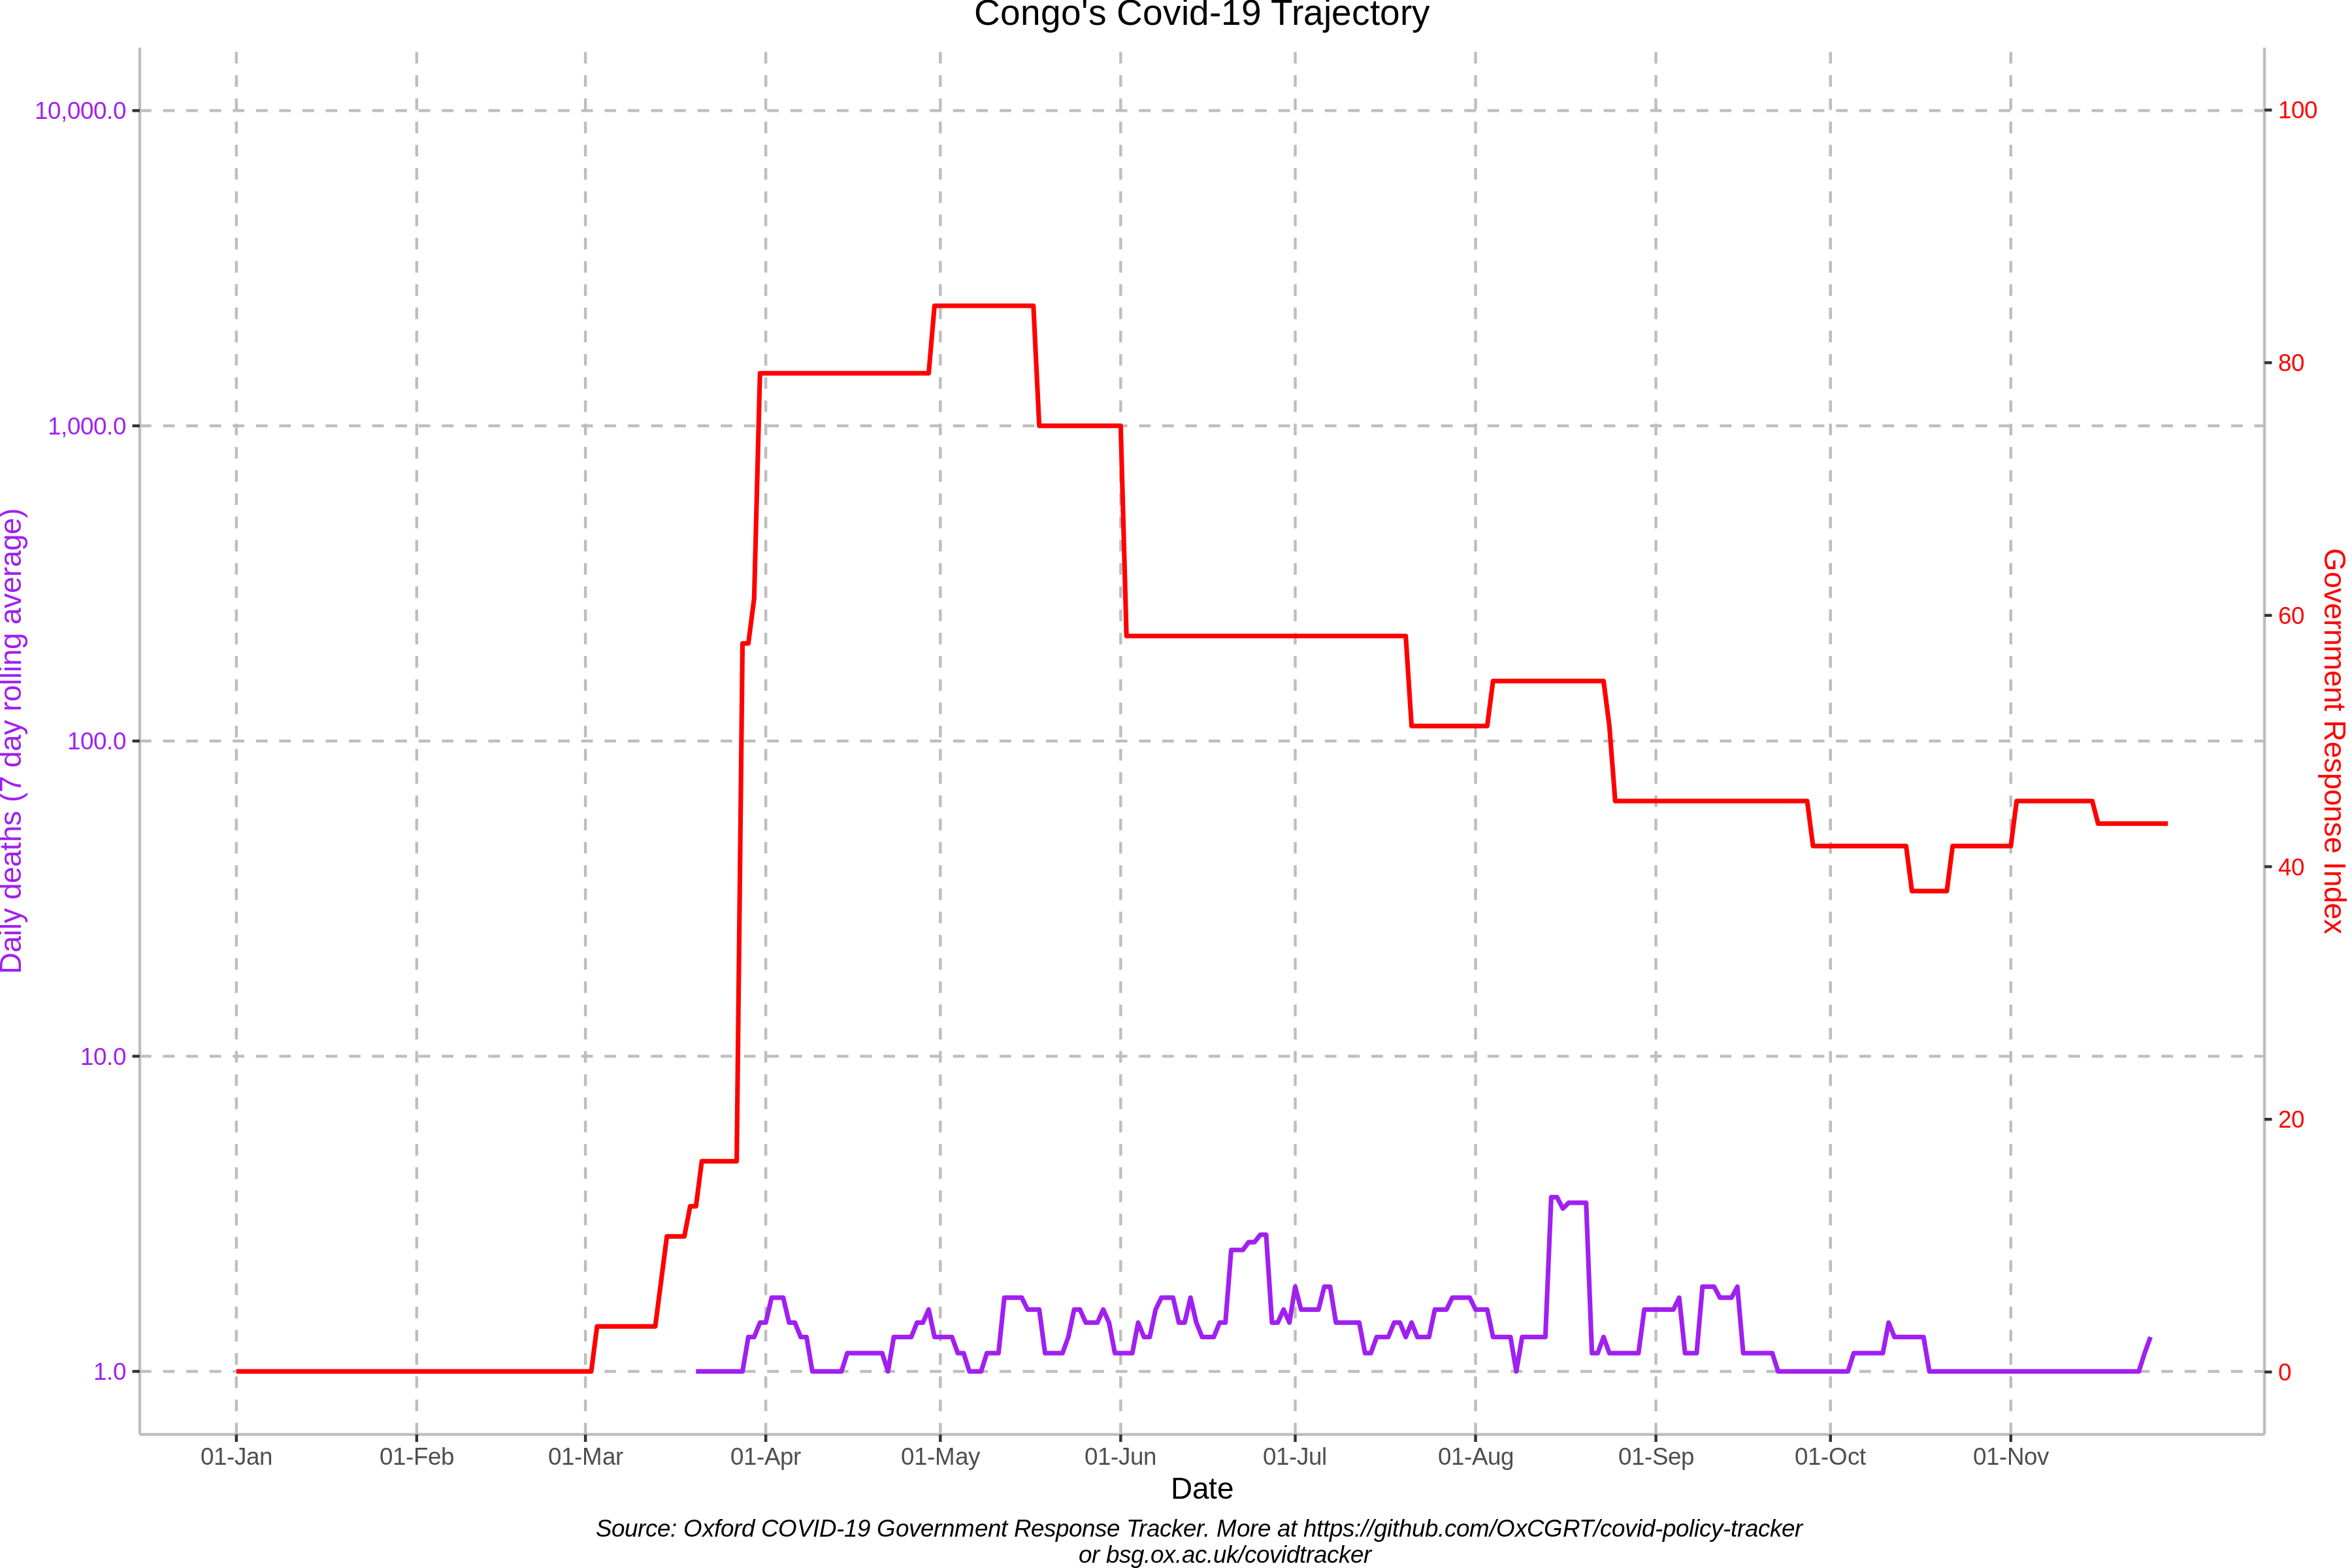 Congo's Covid-19 Trajectory
10,000.0
1,000.0
100.0
10.0
1.0
Daily deaths (7 day rolling average)
100
80
60
40
20
0
Government Response Index
01-Jan 01-Feb 01-Mar 01-Apr 01-May 01-Jun 01-Jul 01-Aug 01-Sep 01-Oct 01-Nov
Date
Source: Oxford COVID-19 Government Response Tracker. More at https://github.com/OxCGRT/covid-policy-tracker
or bsg.ox.ac.uk/covidtracker